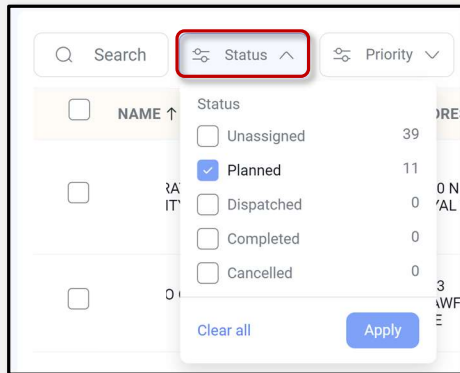 Search Status Priority
NAME ↑
Status
Unassigned 39
Planned 11
Dispatched 0
Completed 0
Cancelled 0
Clear all Apply